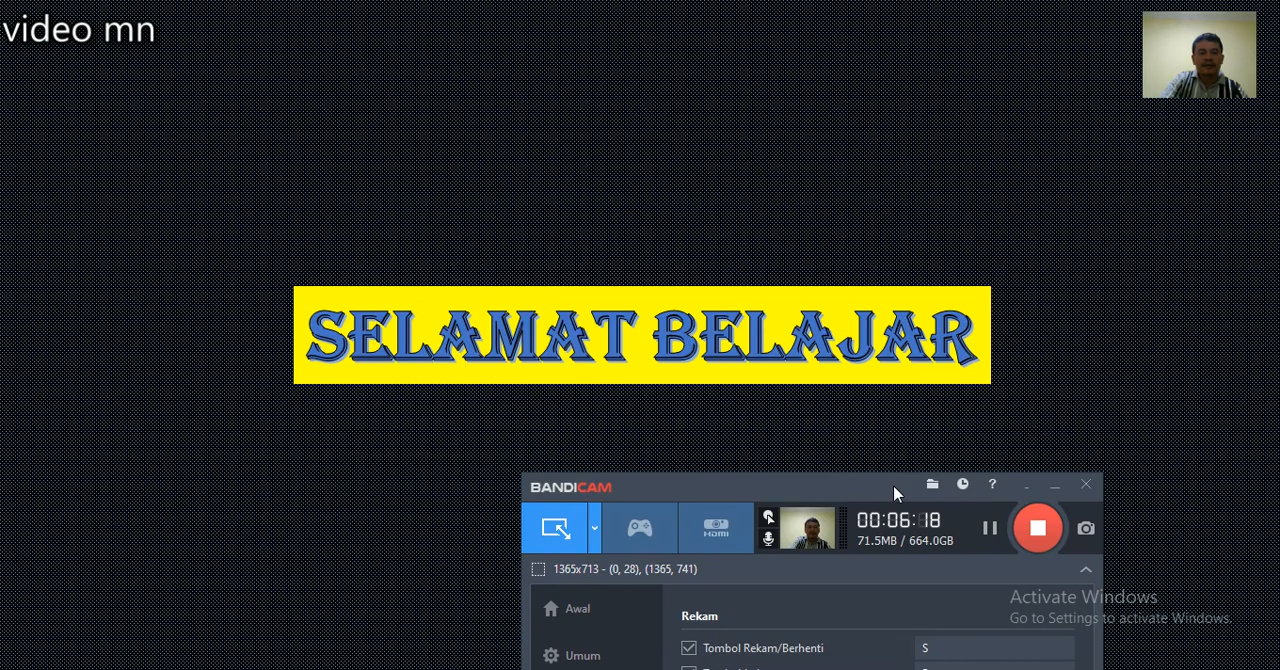 video mn
SELAMAT BELAJAR
BANDICAM
?
HDMI
00:06:18
71.5MB / 664.0GB
1365x713 - (0, 28), (1365, 741)
Awal
Umum
Rekam
Tombol Rekam/Berhenti
S
Activate Windows
Go to Settings to activate Windows.